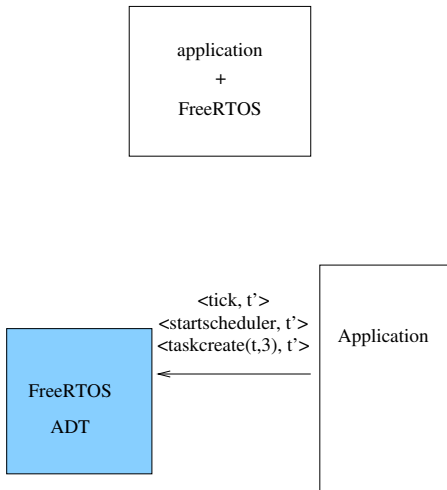 application
+
FreeRTOS
<tick, t'>
<startscheduler, t'>
<taskcreate(t,3), t'>
Application
FreeRTOS
ADT